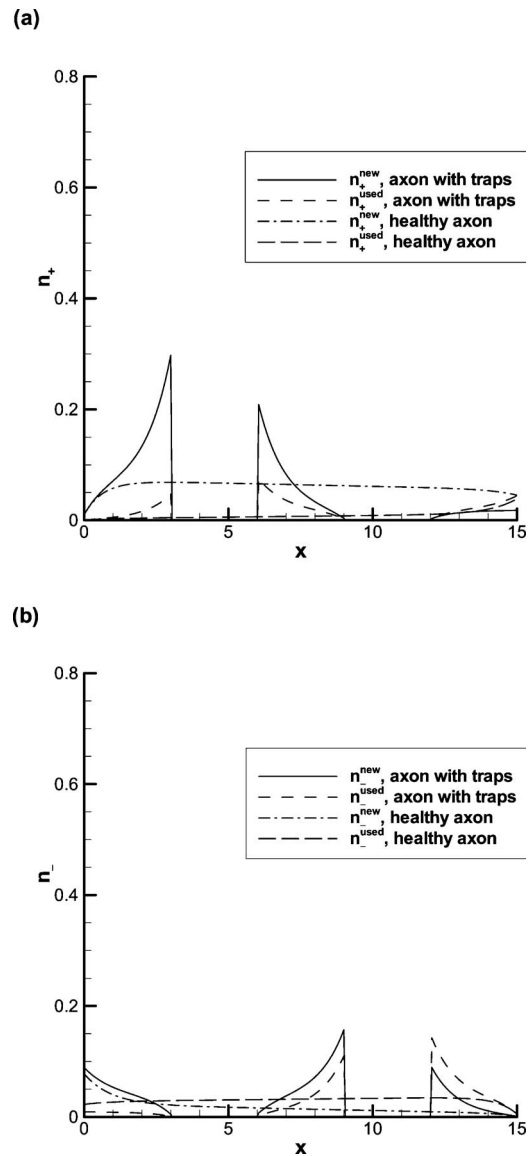 (a)
0.8
0.6
0.4
0.2
0
n₊
n₊ⁿᵉʷ, axon with traps
n₊ᵘˢᵉᵈ, axon with traps
n₊ⁿᵉʷ, healthy axon
n₊ᵘˢᵉᵈ, healthy axon
0 5 10 15
x
(b)
0.8
0.6
0.4
0.2
0
n₋
n₋ⁿᵉʷ, axon with traps
n₋ᵘˢᵉᵈ, axon with traps
n₋ⁿᵉʷ, healthy axon
n₋ᵘˢᵉᵈ, healthy axon
0 5 10 15
x